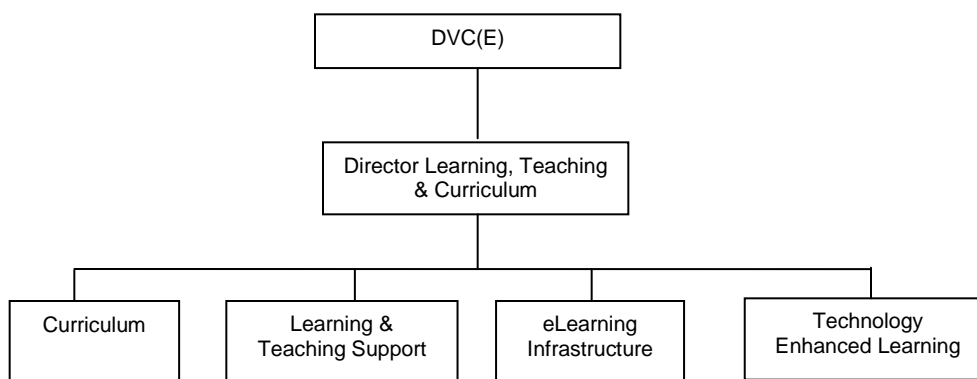 DVC(E)
Director Learning, Teaching
& Curriculum
Curriculum
Learning &
Teaching Support
eLearning
Infrastructure
Technology
Enhanced Learning